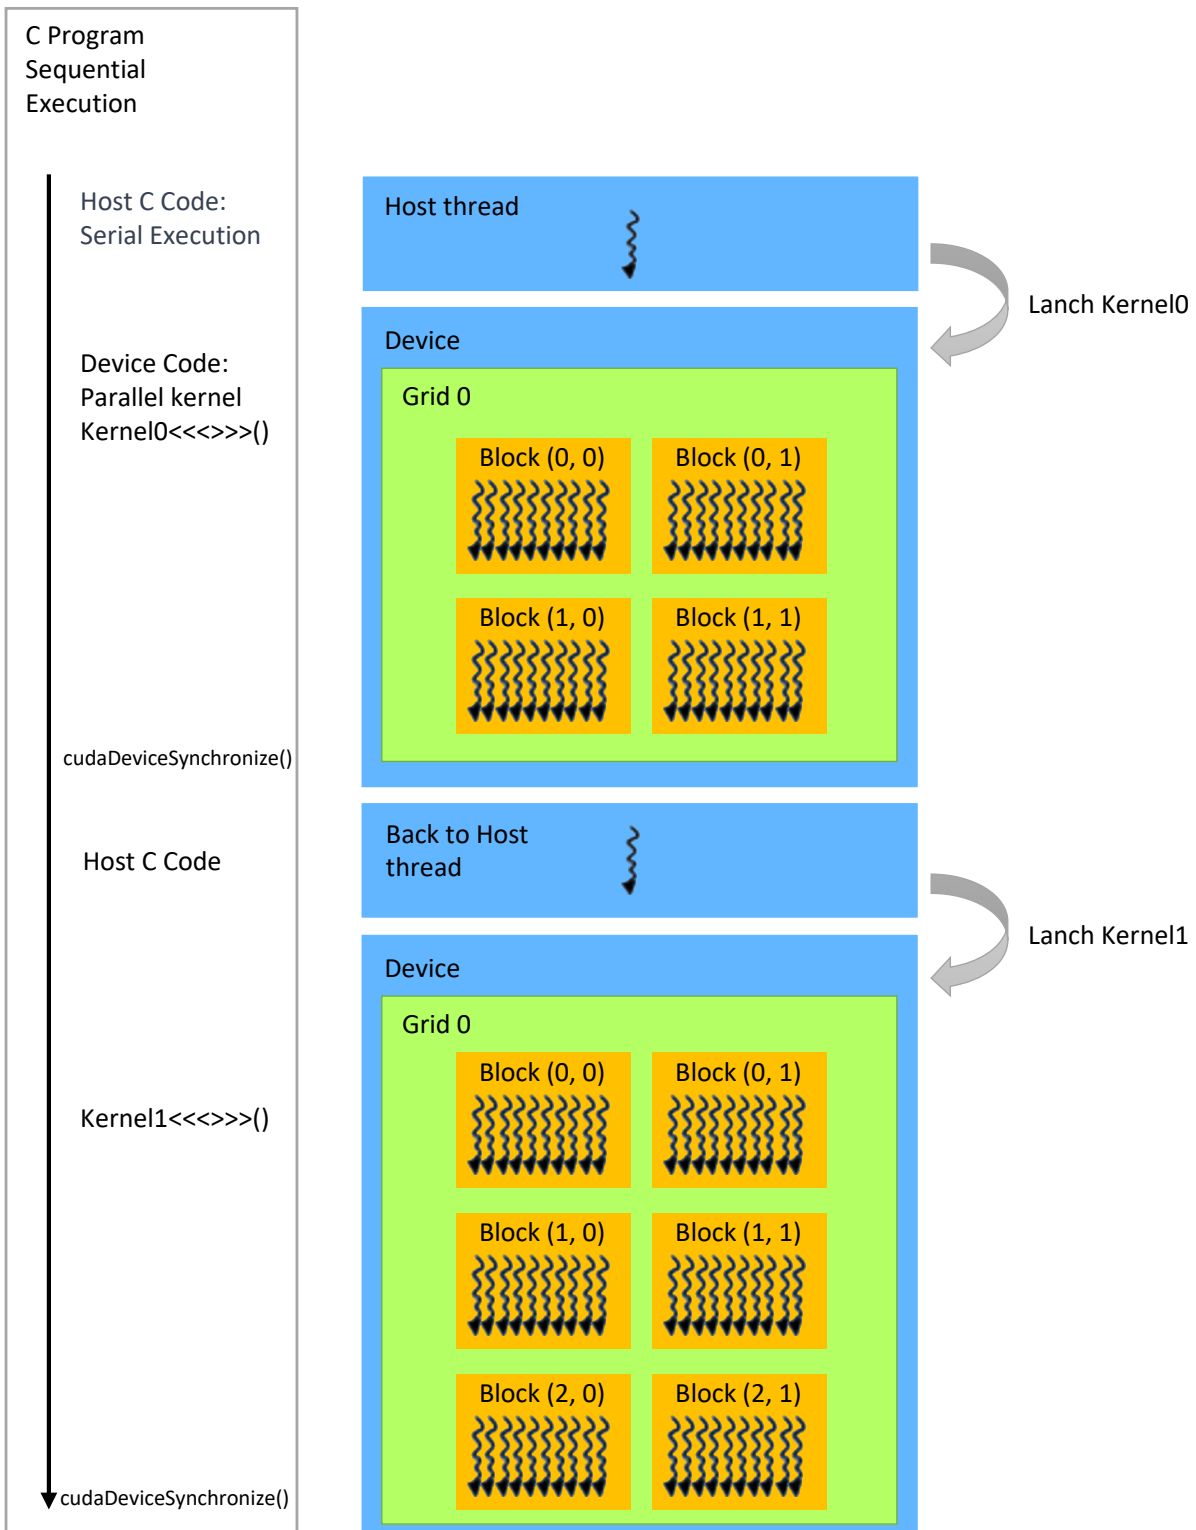 C Program
Sequential
Execution
Host C Code:
Serial Execution
Host thread
Lanch Kernel0
Device Code:
Parallel kernel
Kernel0<<<>>>()
Device
Grid 0
Block (0, 0)
Block (0, 1)
Block (1, 0)
Block (1, 1)
cudaDeviceSynchronize()
Host C Code
Back to Host
thread
Lanch Kernel1
Device
Grid 0
Kernel1<<<>>>()
Block (0, 0)
Block (0, 1)
Block (1, 0)
Block (1, 1)
Block (2, 0)
Block (2, 1)
cudaDeviceSynchronize()